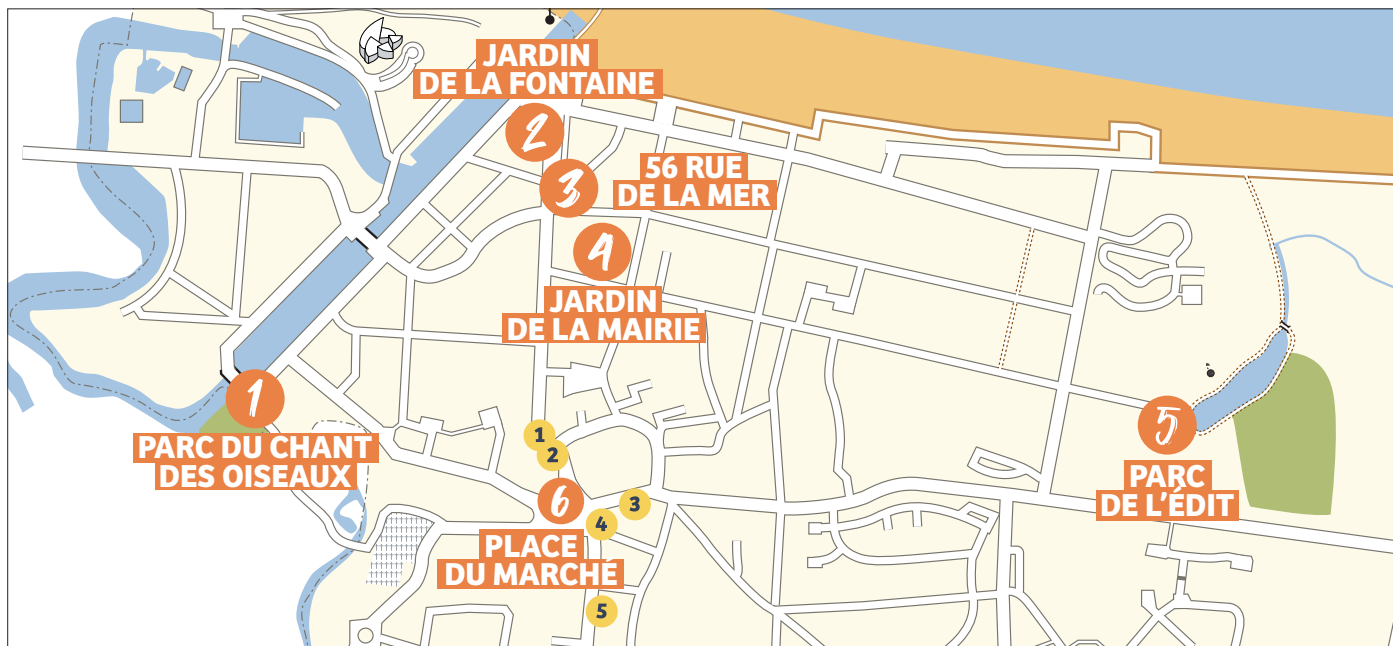 JARDIN
DE LA FONTAINE
2
3
56 RUE
DE LA MER
4
JARDIN
DE LA MAIRIE
1
PARC DU CHANT
DES OISEAUX
5
PARC
DE L'ÉDIT
1
2
6
3
4
PLACE
DU MARCHÉ
5